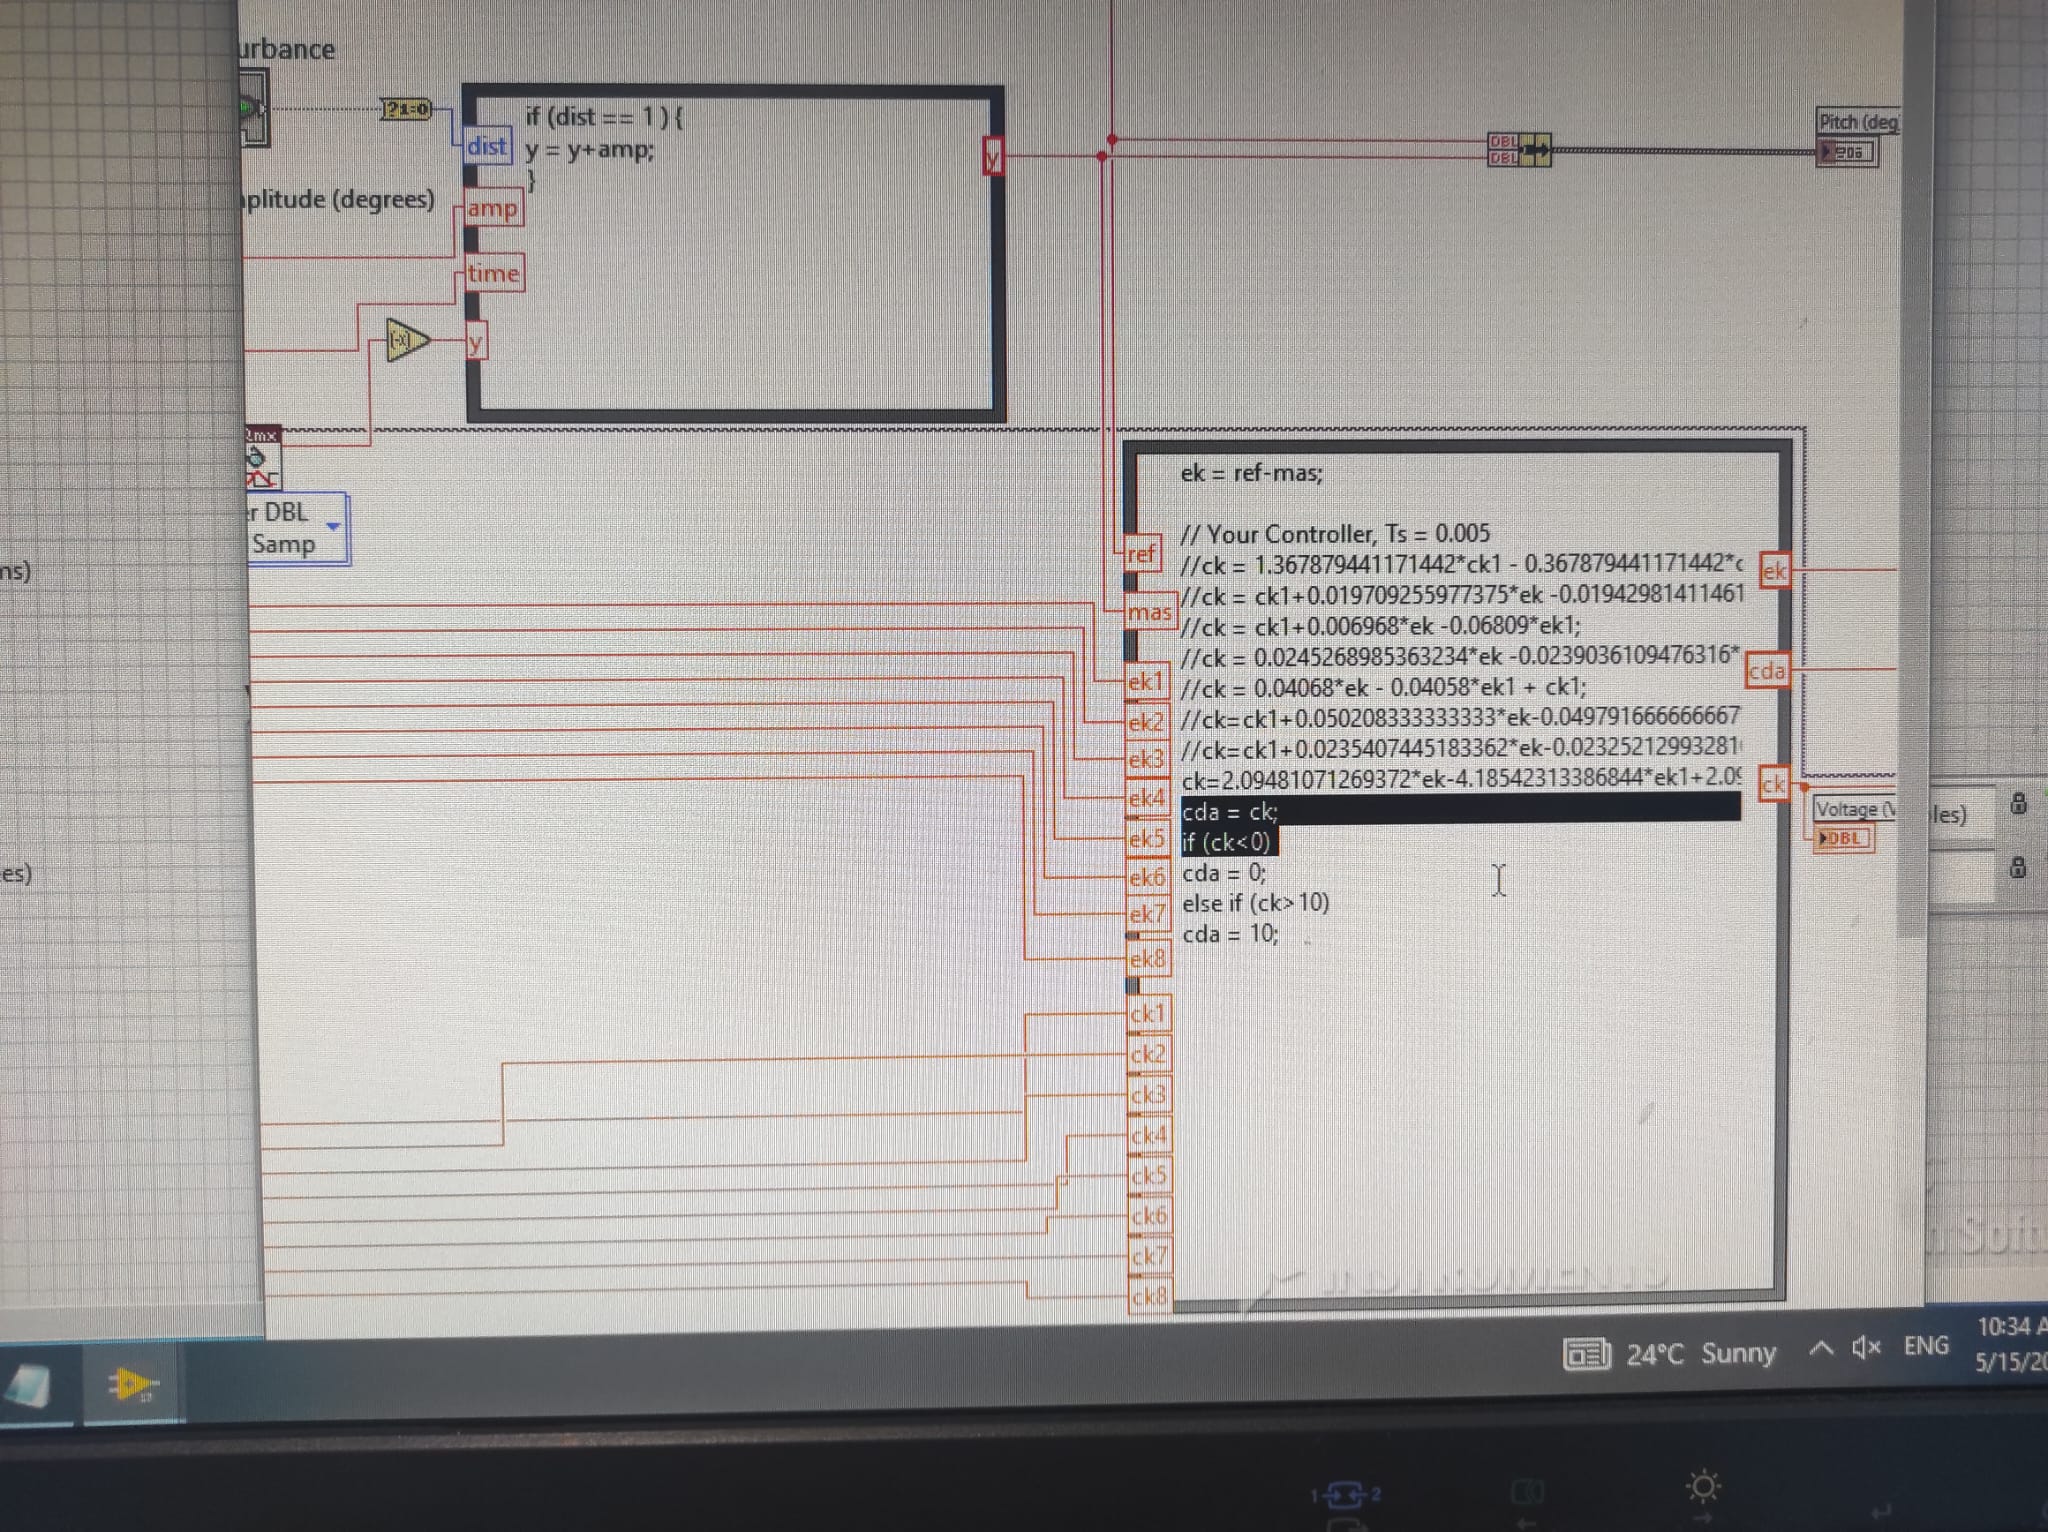 urbance
?1:0
if (dist == 1 ) {
dist
y = y+amp;
}
y
plitude (degrees)
amp
time
y
DBL
DBL
Pitch (deg
r DBL
Samp
ns)
es)
ek = ref-mas;
// Your Controller, Ts = 0.005
ref
//ck = 1.367879441171442*ck1 - 0.367879441171442*c
ek
//ck = ck1+0.019709255977375*ek -0.01942981411461
mas
//ck = ck1+0.006968*ek -0.06809*ek1;
//ck = 0.0245268985363234*ek -0.0239036109476316*
cda
ek1
//ck = 0.04068*ek - 0.04058*ek1 + ck1;
ek2
//ck=ck1+0.050208333333333*ek-0.049791666666667
ek3
//ck=ck1+0.0235407445183362*ek-0.02325212993281
ck=2.09481071269372*ek-4.18542313386844*ek1+2.09
ck
ek4
cda = ck;
Voltage (V
les)
ek5
if (ck<0)
DBL
ek6
cda = 0;
else if (ck>10)
ek7
cda = 10;
ek8
ck1
ck2
ck3
ck4
ck5
ck6
ck7
ck8
24°C Sunny
ENG
10:34 A
5/15/20
1
2